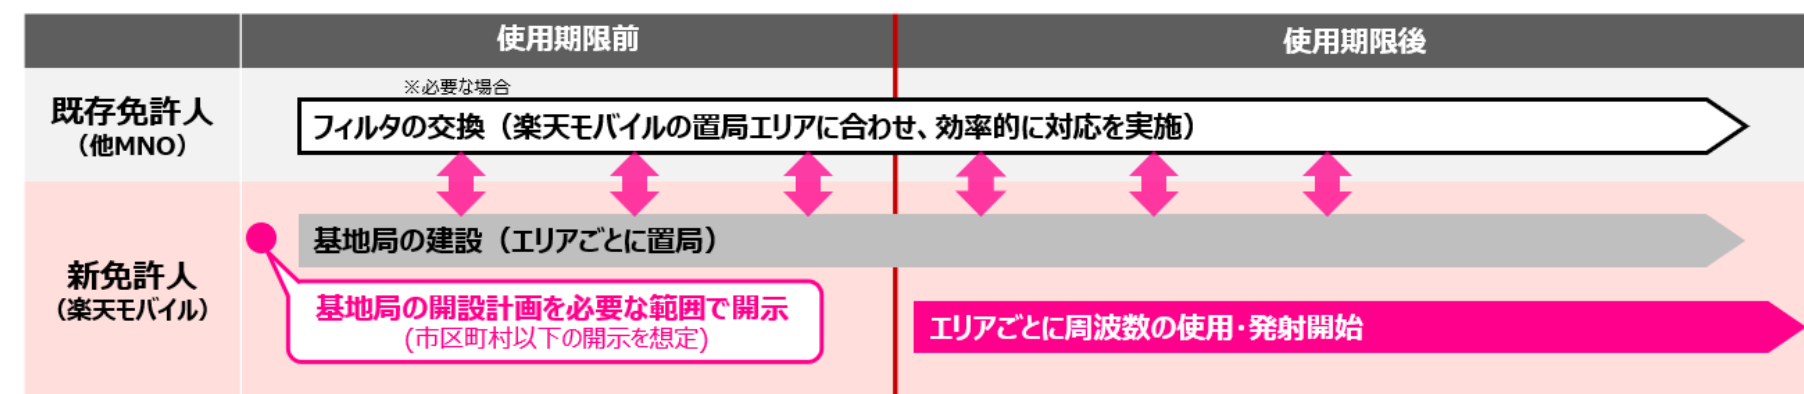 使用期限前
使用期限後
既存免許人
（他MNO）
※必要な場合
フィルタの交換（楽天モバイルの置局エリアに合わせ、効率的に対応を実施）
新免許人
（楽天モバイル）
基地局の建設（エリアごとに置局）
基地局の開設計画を必要な範囲で開示
(市区町村以下の開示を想定)
エリアごとに周波数の使用・発射開始